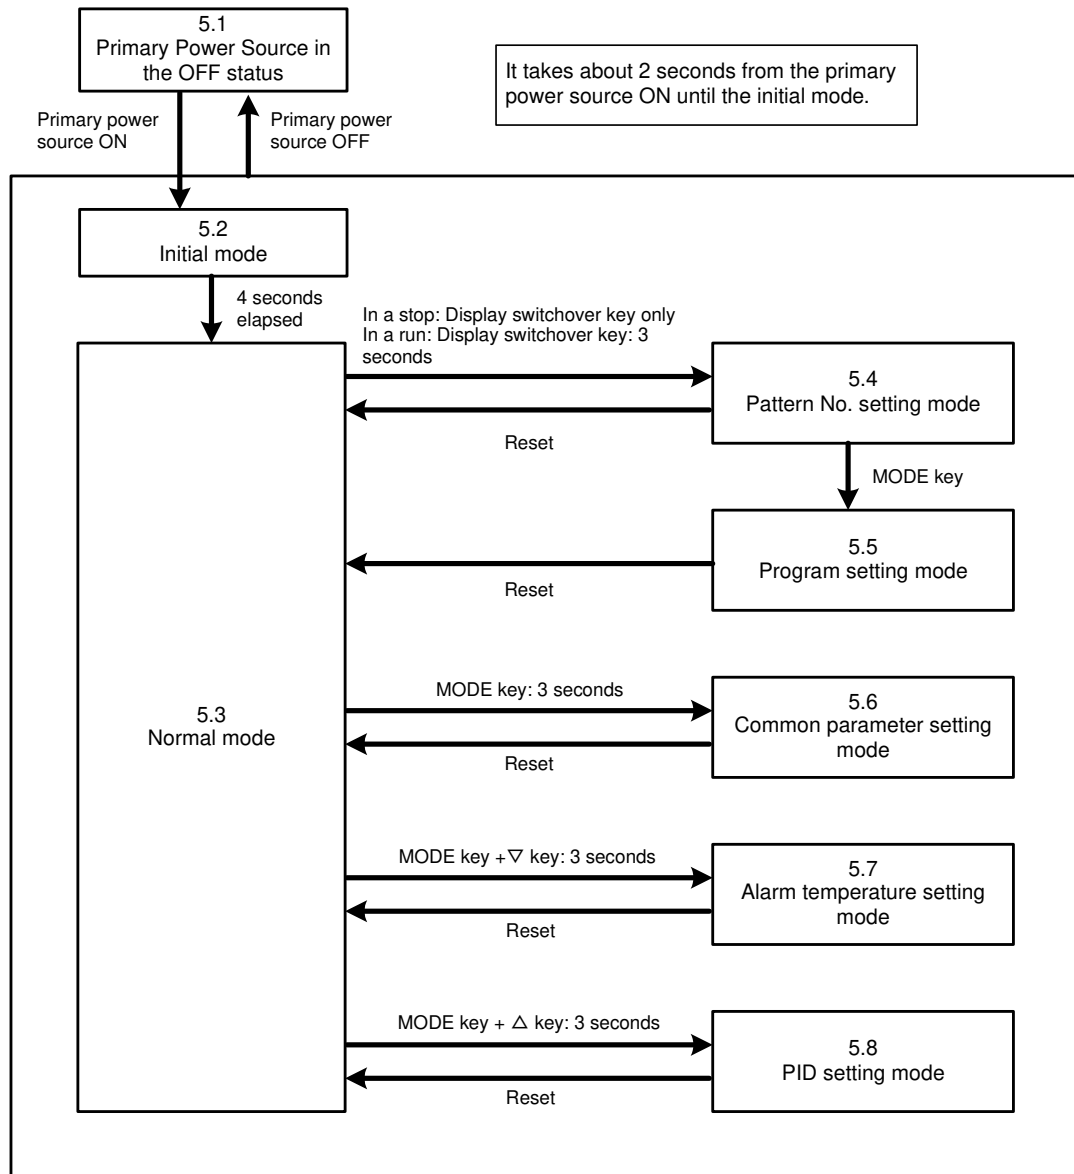 5.1
Primary Power Source in
the OFF status
It takes about 2 seconds from the primary
power source ON until the initial mode.
Primary power
source ON
Primary power
source OFF
5.2
Initial mode
4 seconds
elapsed
In a stop: Display switchover key only
In a run: Display switchover key: 3
seconds
5.4
Pattern No. setting mode
Reset
MODE key
5.5
Program setting mode
Reset
5.3
Normal mode
MODE key: 3 seconds
5.6
Common parameter setting
mode
Reset
MODE key +▽ key: 3 seconds
5.7
Alarm temperature setting
mode
Reset
MODE key + △ key: 3 seconds
5.8
PID setting mode
Reset